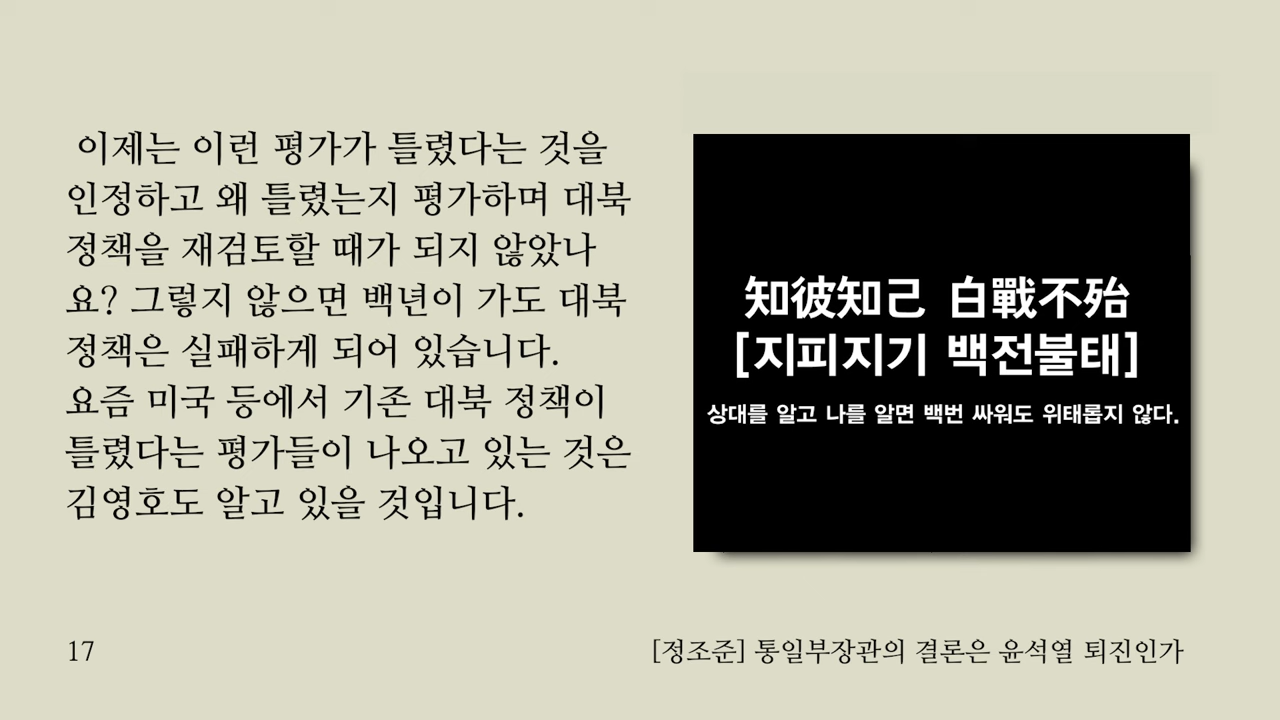 이제는 이런 평가가 틀렸다는 것을
인정하고 왜 틀렸는지 평가하며 대북
정책을 재검토할 때가 되지 않았나
요? 그렇지 않으면 백년이 가도 대북
정책은 실패하게 되어 있습니다.
요즘 미국 등에서 기존 대북 정책이
틀렸다는 평가들이 나오고 있는 것은
김영호도 알고 있을 것입니다.
知彼知己 白戰不殆
[지피지기 백전불태]
상대를 알고 나를 알면 백번 싸워도 위태롭지 않다.
17
[정조준] 통일부장관의 결론은 윤석열 퇴진인가